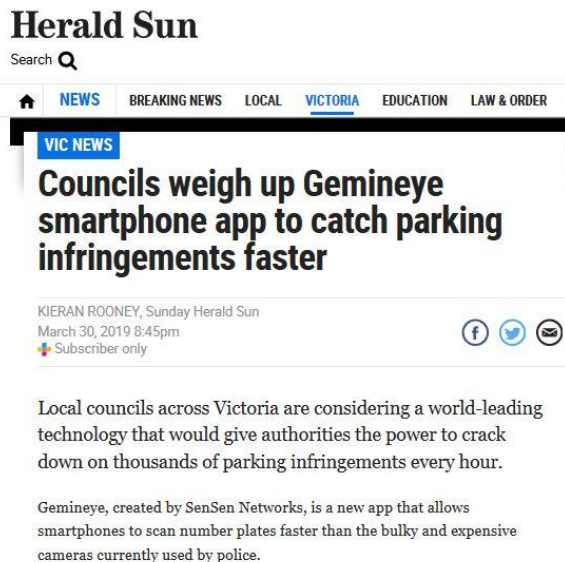 Herald Sun
Search
NEWS BREAKING NEWS LOCAL VICTORIA EDUCATION LAW & ORDER
VIC NEWS
Councils weigh up Gemineye
smartphone app to catch parking
infringements faster
KIERAN ROONEY, Sunday Herald Sun
March 30, 2019 8:45pm
Subscriber only
Local councils across Victoria are considering a world-leading
technology that would give authorities the power to crack
down on thousands of parking infringements every hour.
Gemineye, created by SenSen Networks, is a new app that allows
smartphones to scan number plates faster than the bulky and expensive
cameras currently used by police.